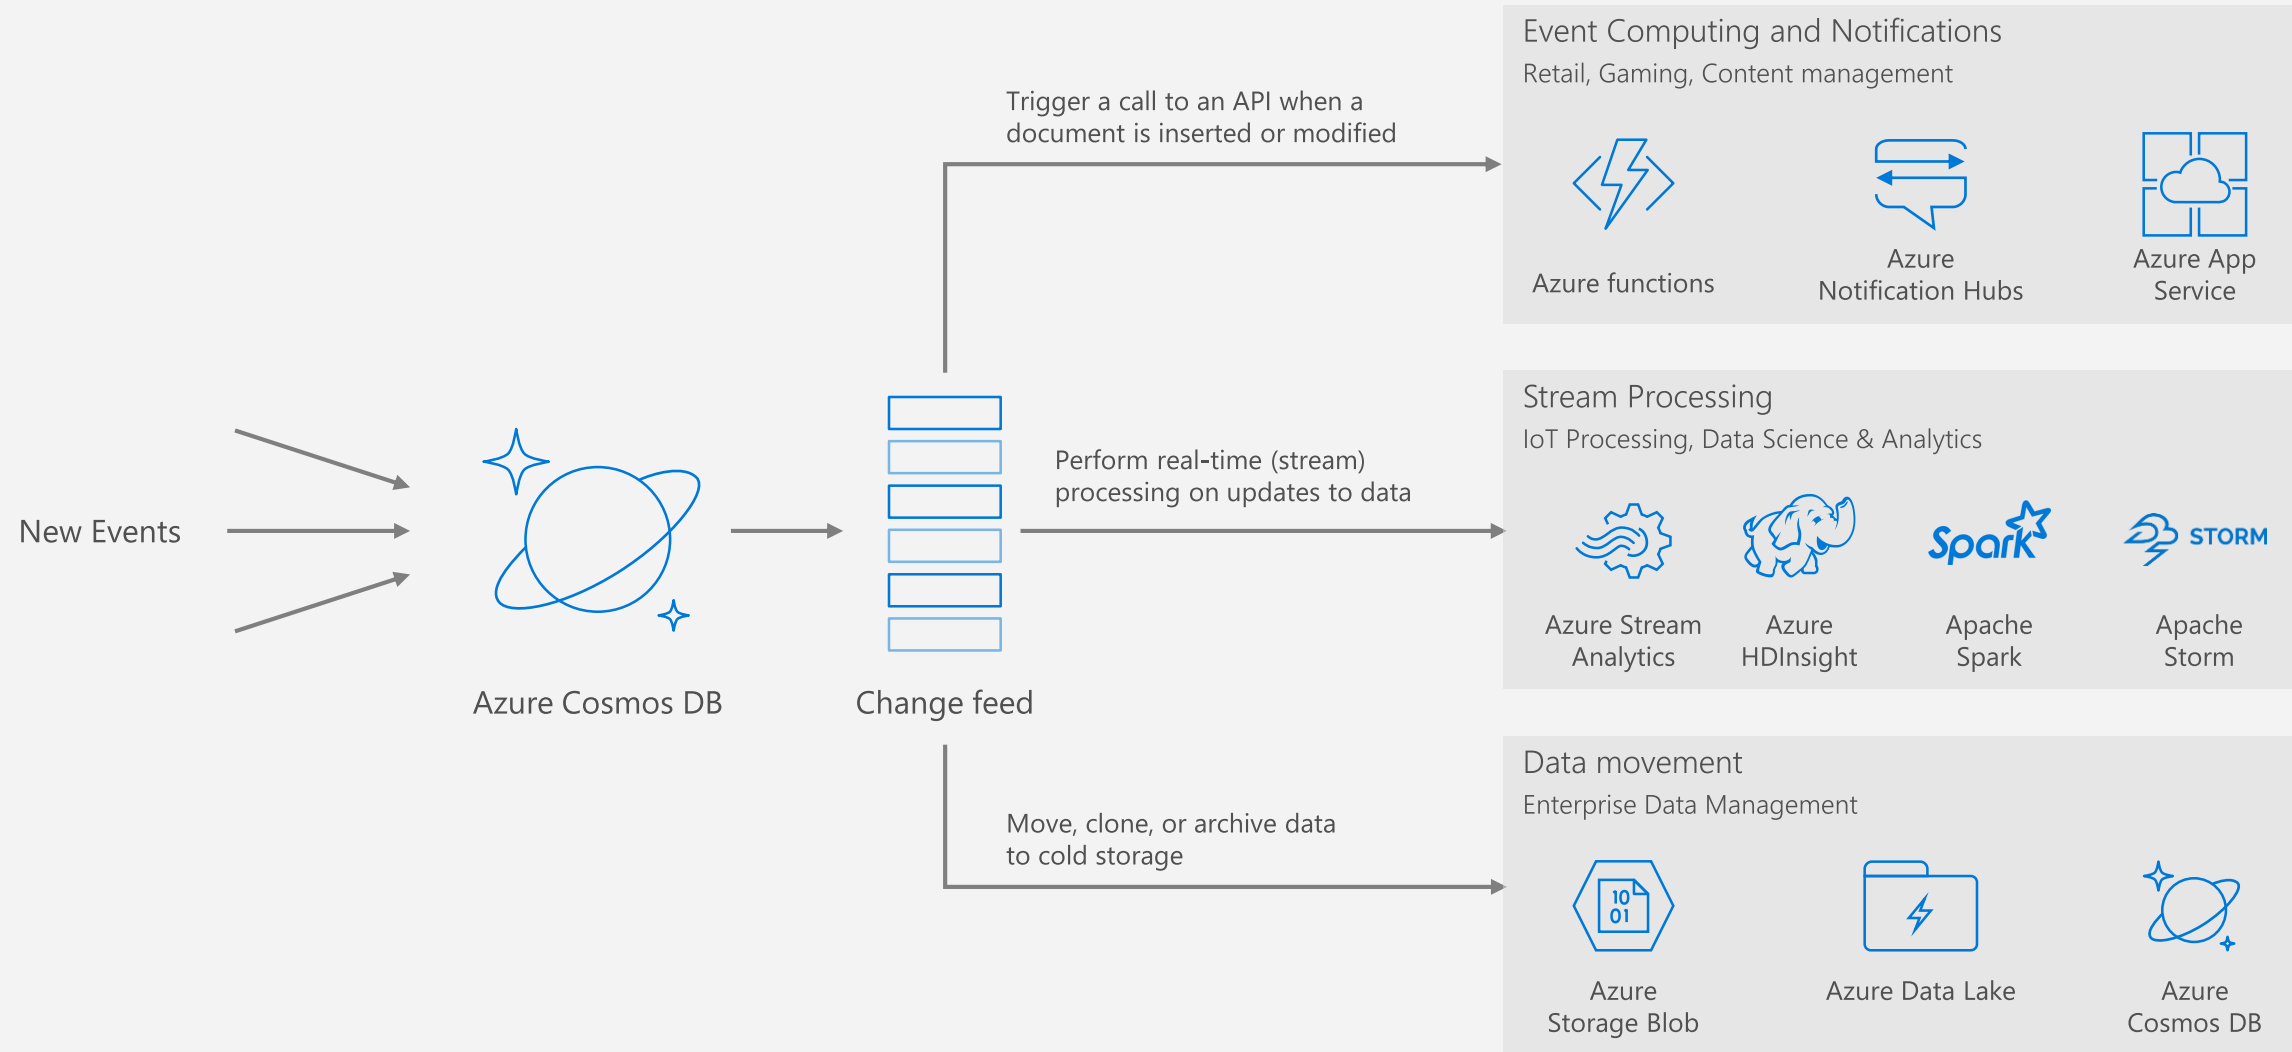 Event Computing and Notifications
Retail, Gaming, Content management
Trigger a call to an API when a
document is inserted or modified
Azure functions
Azure
Notification Hubs
Azure App
Service
Stream Processing
IoT Processing, Data Science & Analytics
Perform real-time (stream)
processing on updates to data
New Events
Spark
STORM
Azure Stream
Analytics
Azure
HDInsight
Apache
Spark
Apache
Storm
Azure Cosmos DB
Change feed
Data movement
Enterprise Data Management
Move, clone, or archive data
to cold storage
10
01
Azure
Storage Blob
Azure Data Lake
Azure
Cosmos DB